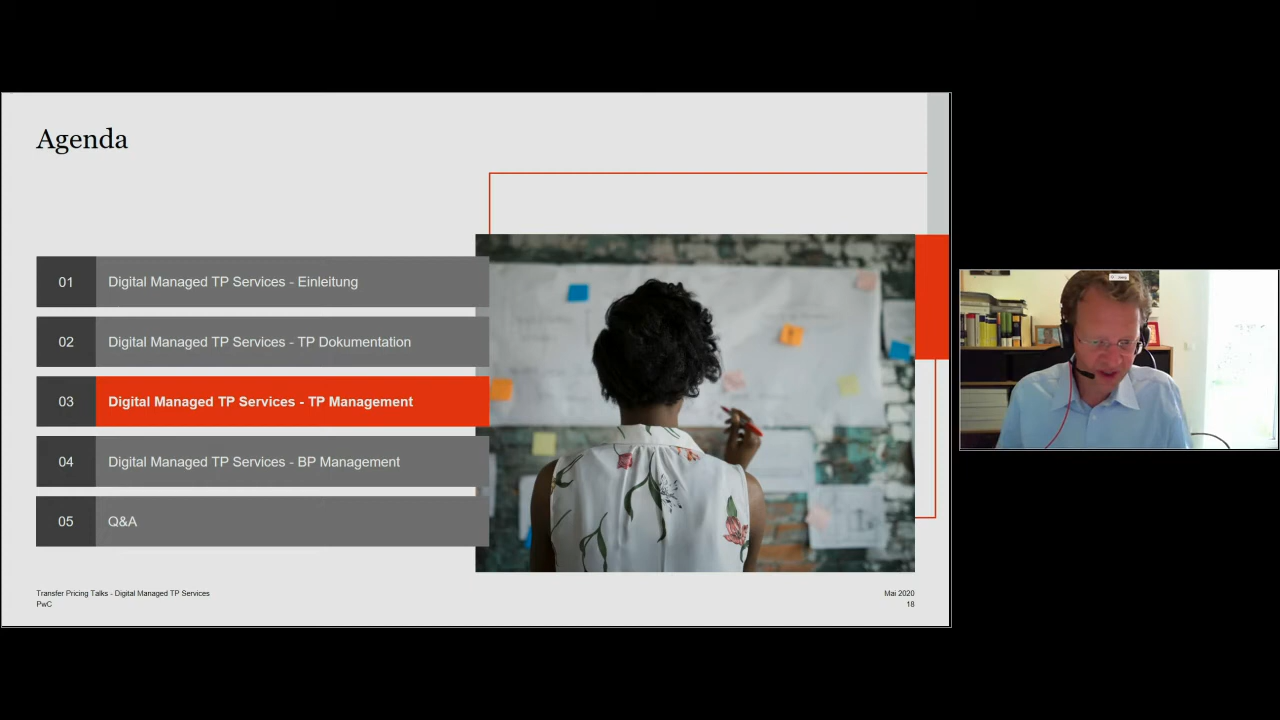 Agenda
01 Digital Managed TP Services - Einleitung
02 Digital Managed TP Services - TP Dokumentation
03 Digital Managed TP Services - TP Management
04 Digital Managed TP Services - BP Management
05 Q&A
Transfer Pricing Talks - Digital Managed TP Services
PwC
Mai 2020
18